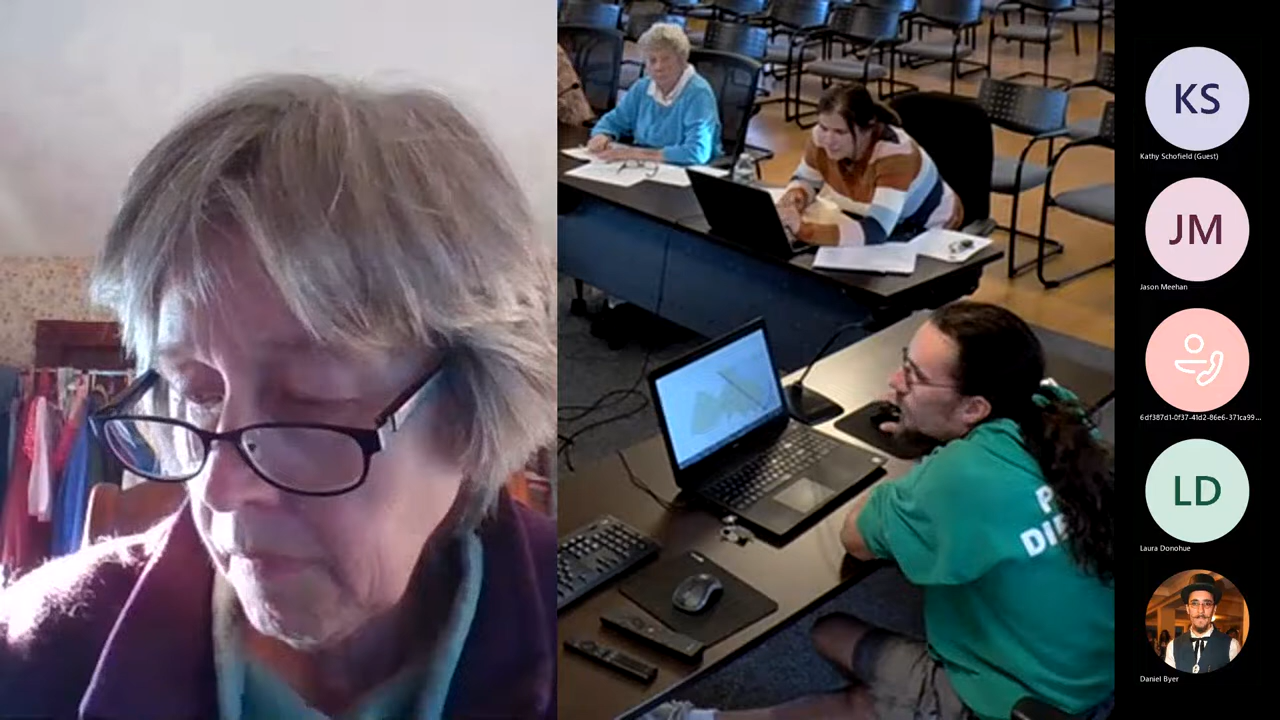 KS
Kathy Schofield (Guest)
JM
Jason Meehan
6df387d1-0f37-41d2-86e6-371ca99...
LD
Laura Donohue
Daniel Byer